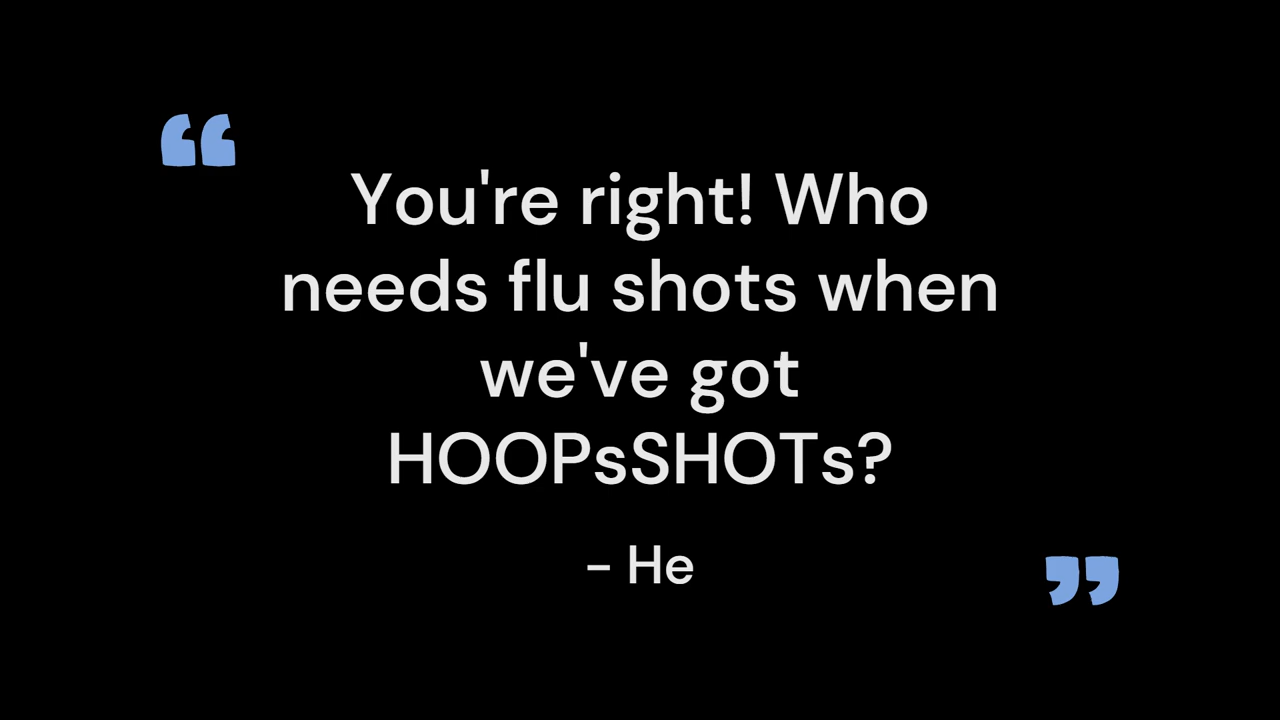 “
You're right! Who
needs flu shots when
we've got
HOOPsSHOTs?
– He
”